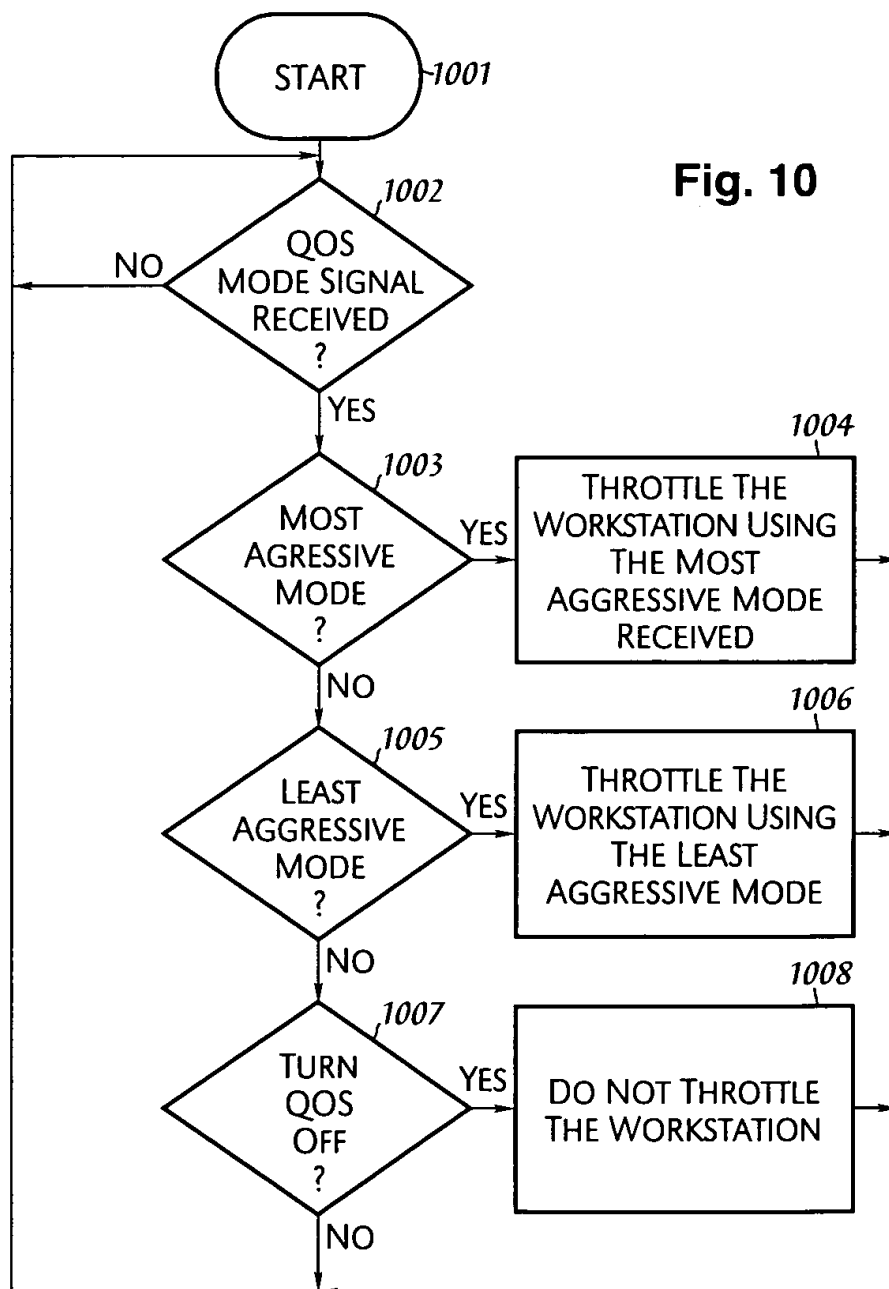 START
1001
Fig. 10
1002
QOS
MODE SIGNAL
RECEIVED
?
NO
YES
1003
MOST
AGRESSIVE
MODE
?
YES
1004
THROTTLE THE
WORKSTATION USING
THE MOST
AGGRESSIVE MODE
RECEIVED
NO
1005
LEAST
AGGRESSIVE
MODE
?
YES
1006
THROTTLE THE
WORKSTATION USING
THE LEAST
AGGRESSIVE MODE
NO
1007
TURN
QOS
OFF
?
YES
1008
DO NOT THROTTLE
THE WORKSTATION
NO